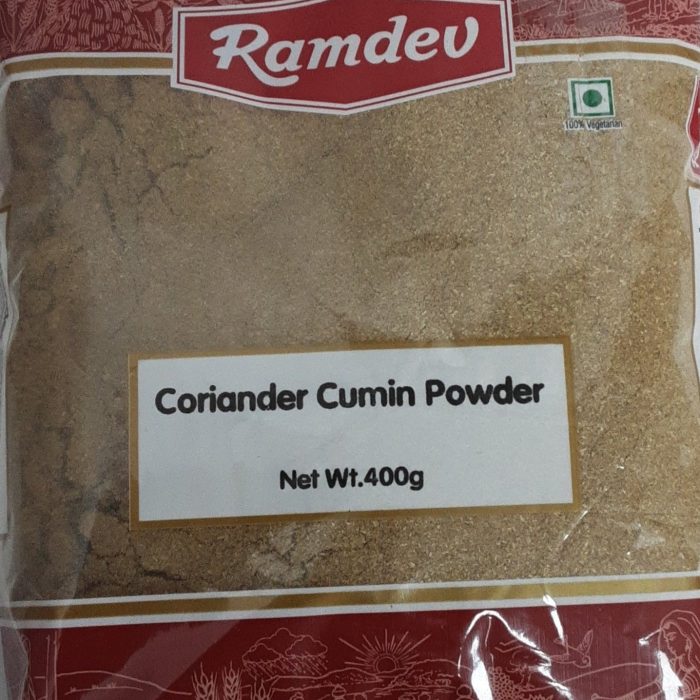 Ramdev
100% Vegetarian
Coriander Cumin Powder
Net Wt.400g